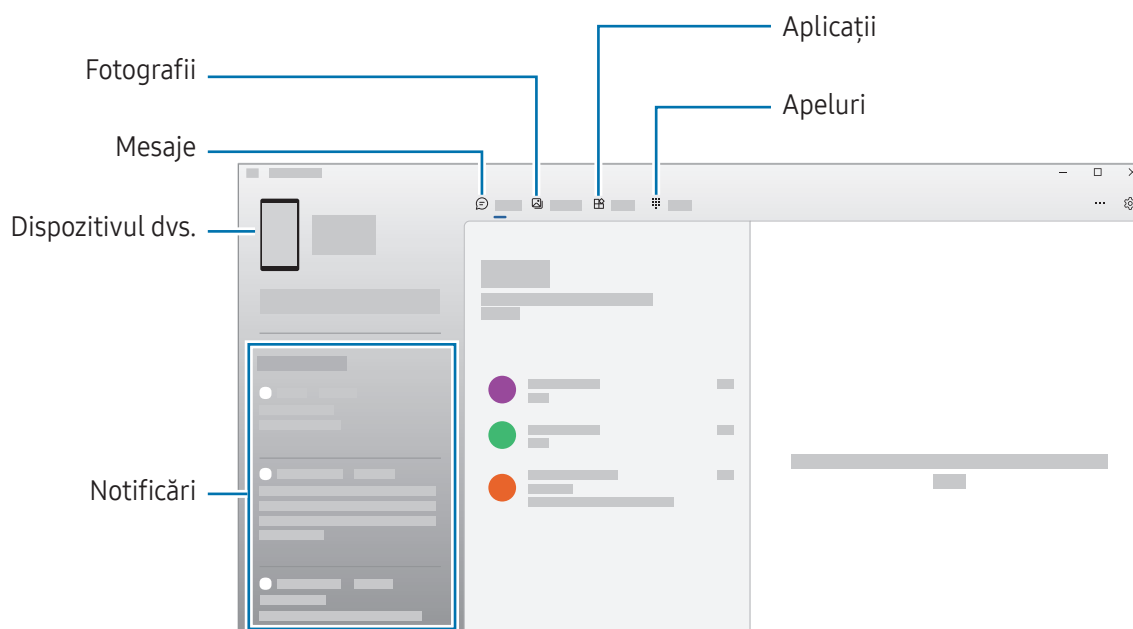 Aplicații
Fotografii
Apeluri
Mesaje
Dispozitivul dvs.
Notificări